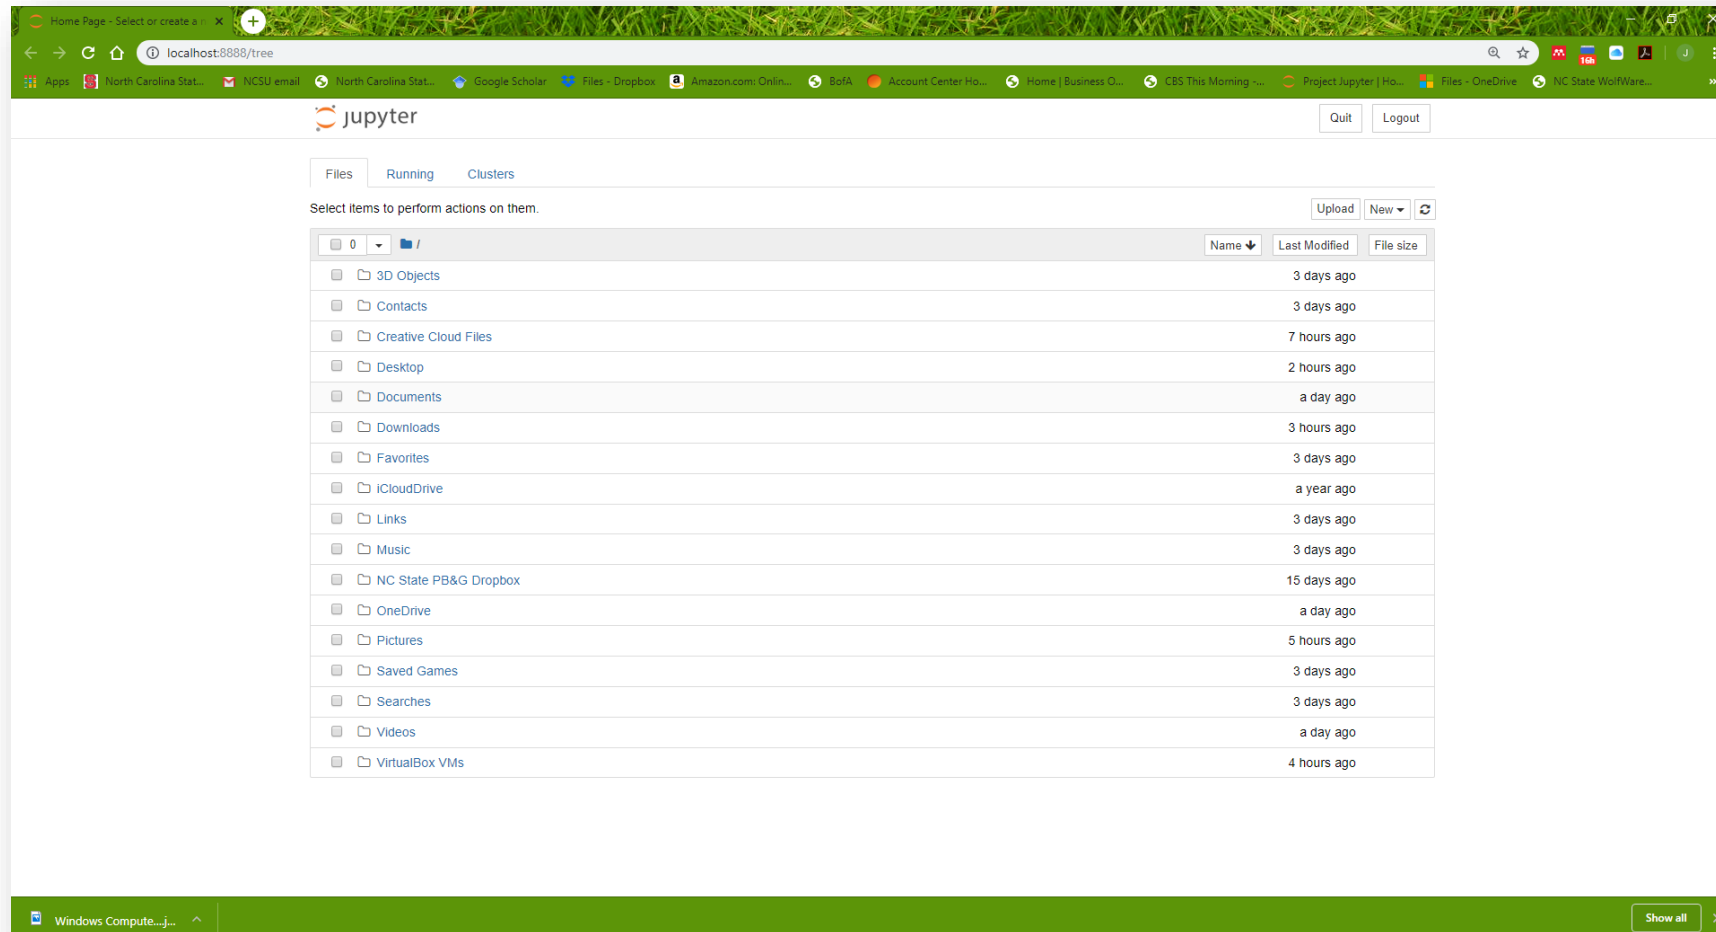 Home Page - Select or create a n
localhost:8888/tree
16h
J
Apps North Carolina Stat... NCSU email North Carolina Stat... Google Scholar Files - Dropbox Amazon.com: Onlin... BofA Account Center Ho... Home | Business O... CBS This Morning -... Project Jupyter | Ho... Files - OneDrive NC State WolfWare... »
jupyter Quit Logout
Files Running Clusters
Select items to perform actions on them. Upload New
0 / Name Last Modified File size
3D Objects 3 days ago
Contacts 3 days ago
Creative Cloud Files 7 hours ago
Desktop 2 hours ago
Documents a day ago
Downloads 3 hours ago
Favorites 3 days ago
iCloudDrive a year ago
Links 3 days ago
Music 3 days ago
NC State PB&G Dropbox 15 days ago
OneDrive a day ago
Pictures 5 hours ago
Saved Games 3 days ago
Searches 3 days ago
Videos a day ago
VirtualBox VMs 4 hours ago
Windows Compute....j... Show all